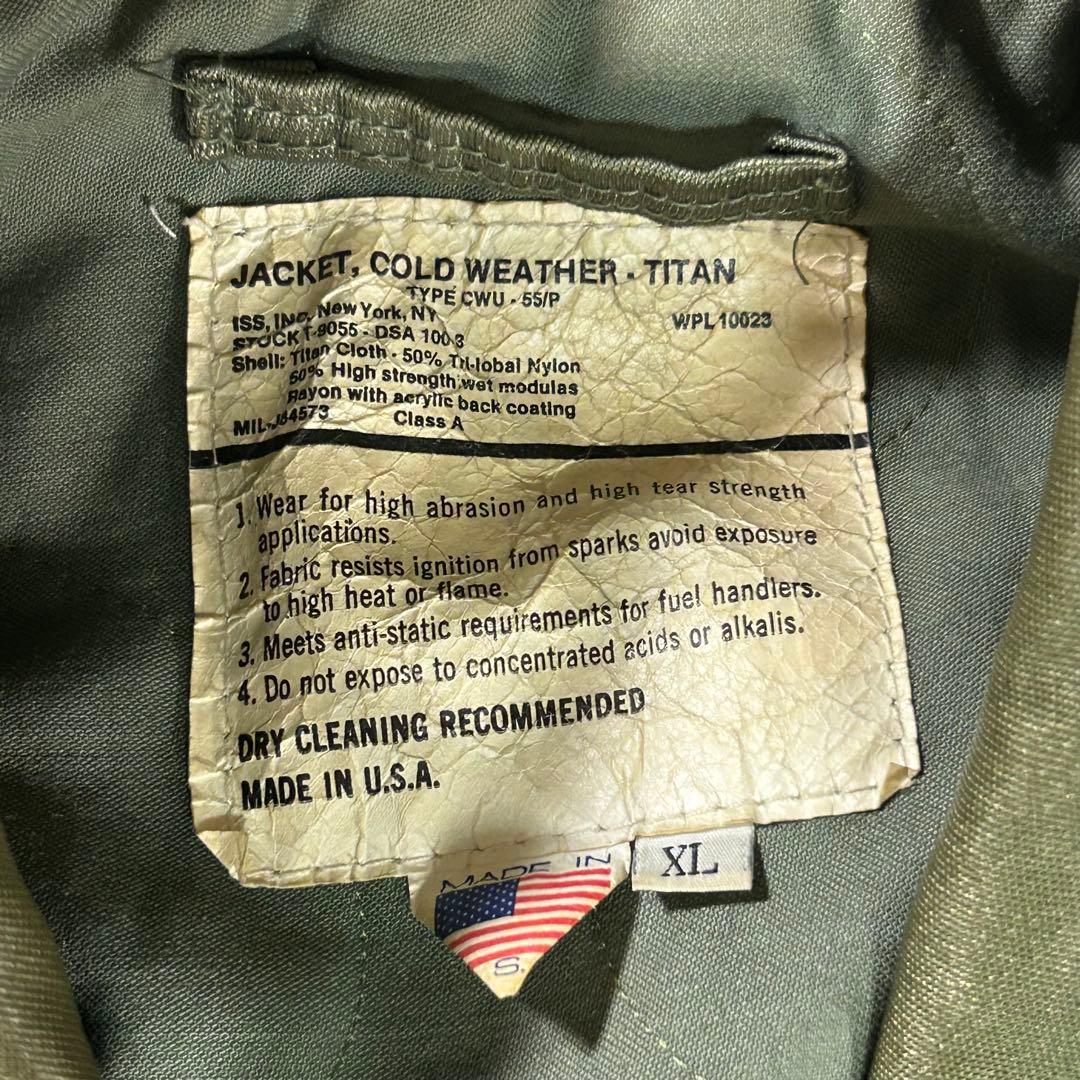 JACKET, COLD WEATHER - TITAN
TYPE CWU - 55/P
ISS, INC. New York, NY WPL 10023
STOCK T-9055 - DSA 100-3
Shell: Titan Cloth - 50% Tri-lobal Nylon
50% High strength wet modulas
Rayon with acrylic back coating
MIL-J84573 Class A
1. Wear for high abrasion and high tear strength
applications.
2. Fabric resists ignition from sparks avoid exposure
to high heat or flame.
3. Meets anti-static requirements for fuel handlers.
4. Do not expose to concentrated acids or alkalis.
DRY CLEANING RECOMMENDED
MADE IN U.S.A.
MADE IN
S.
XL